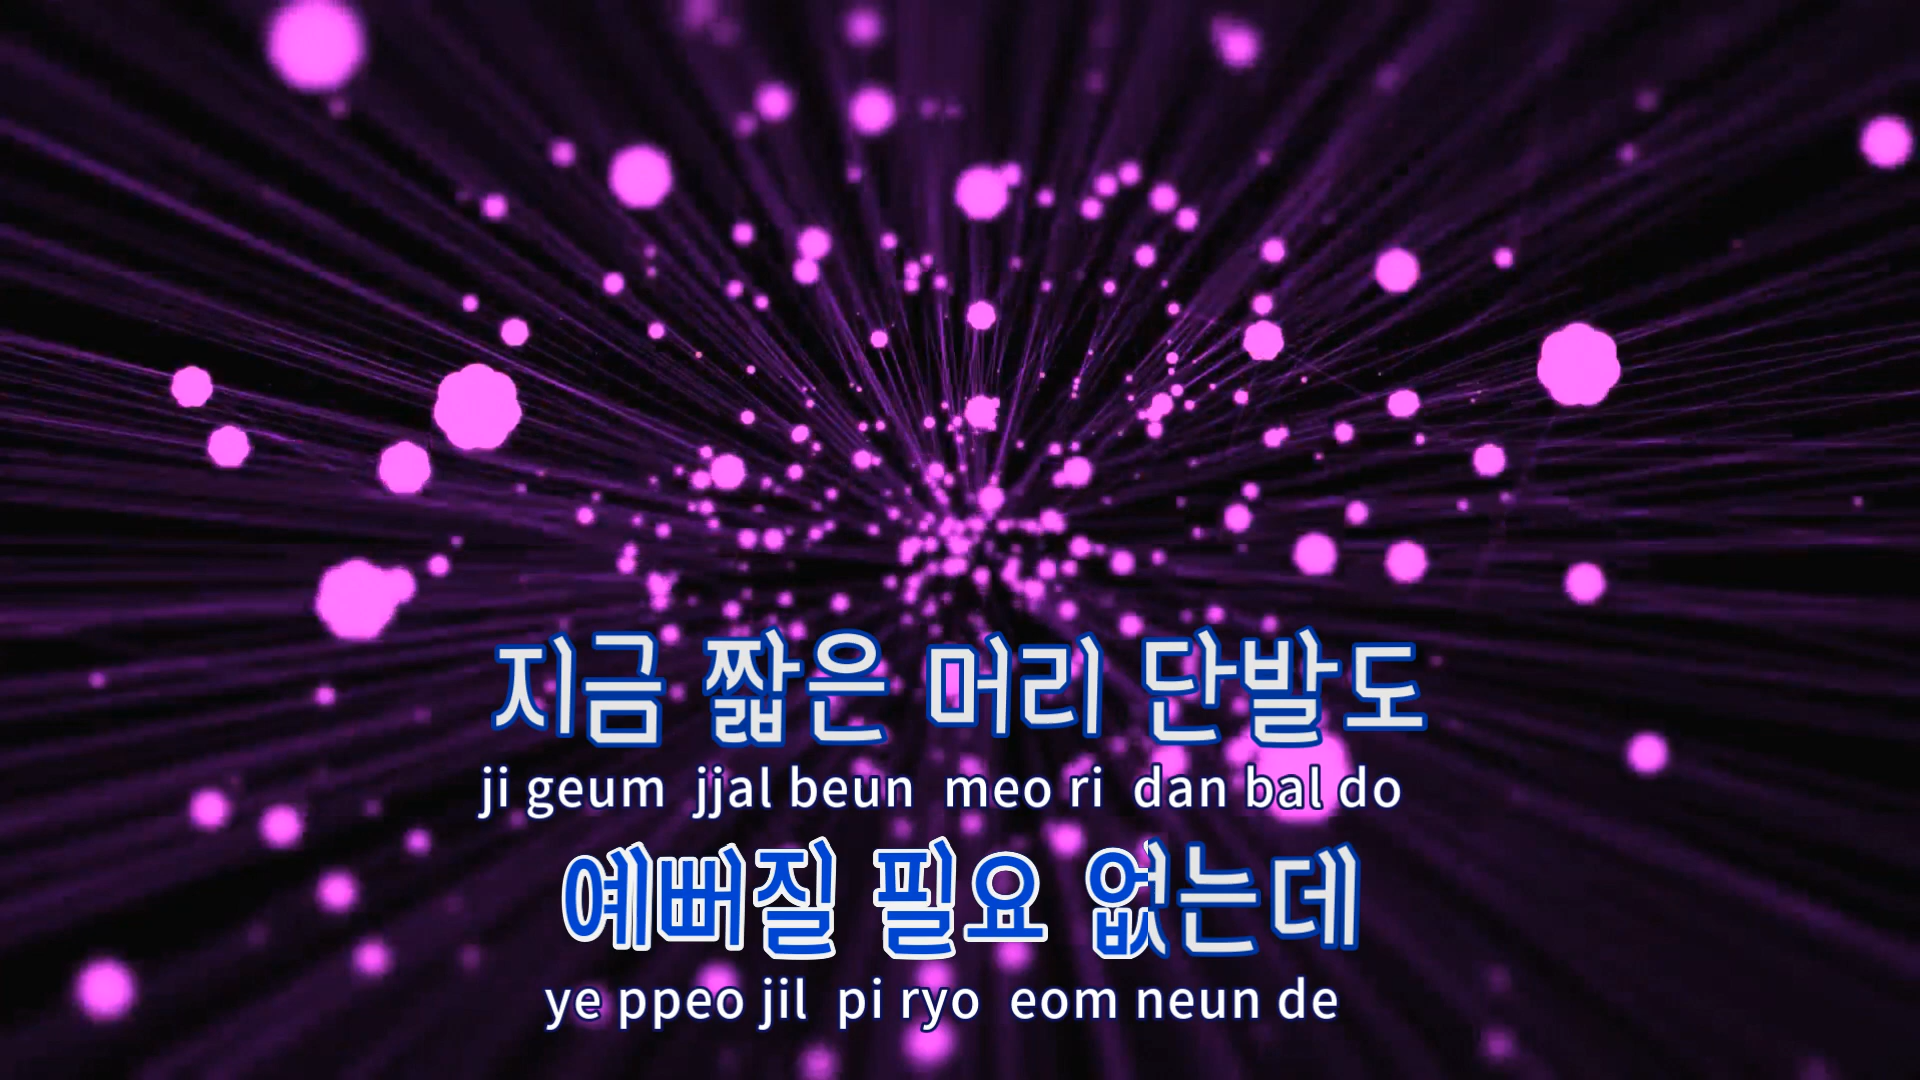 지금 짧은 머리 단발도
ji geum jjal beun meo ri dan bal do
예뻐질 필요 없는데
ye ppeo jil pi ryo eom neun de